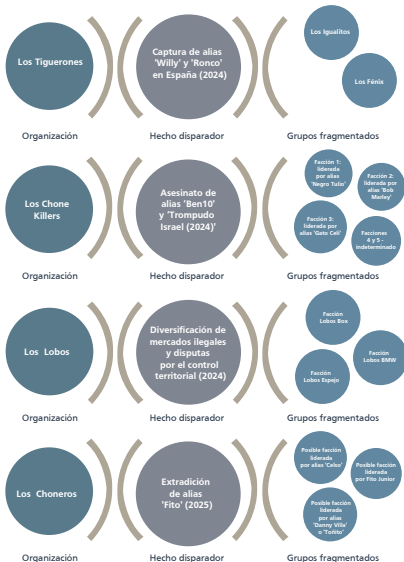 Los Tiguerones
Captura de alias
'Willy' y 'Ronco'
en España (2024)
Los Igualitos
Los Fénix
Organización
Hecho disparador
Grupos fragmentados
Los Chone
Killers
Asesinato de
alias 'Ben10'
y 'Trompudo
Israel (2024)'
Facción 1:
liderada
por alias
'Negro Tulio'
Facción 2:
liderada por
alias 'Bob
Marley'
Facción 3:
liderada por
alias 'Gato Celi'
Facciones
4 y 5 -
indeterminado
Organización
Hecho disparador
Grupos fragmentados
Los Lobos
Diversificación de
mercados ilegales
y disputas
por el control
territorial (2024)
Facción
Lobos Box
Facción
Lobos BMW
Facción
Lobos Espejo
Organización
Hecho disparador
Grupos fragmentados
Los Choneros
Extradición
de alias
'Fito' (2025)
Posible facción
liderada
por alias 'Celso'
Posible facción
liderada
por Fito Junior
Posible facción
liderada
por alias
'Danny Villa'
o 'Toñito'
Organización
Hecho disparador
Grupos fragmentados